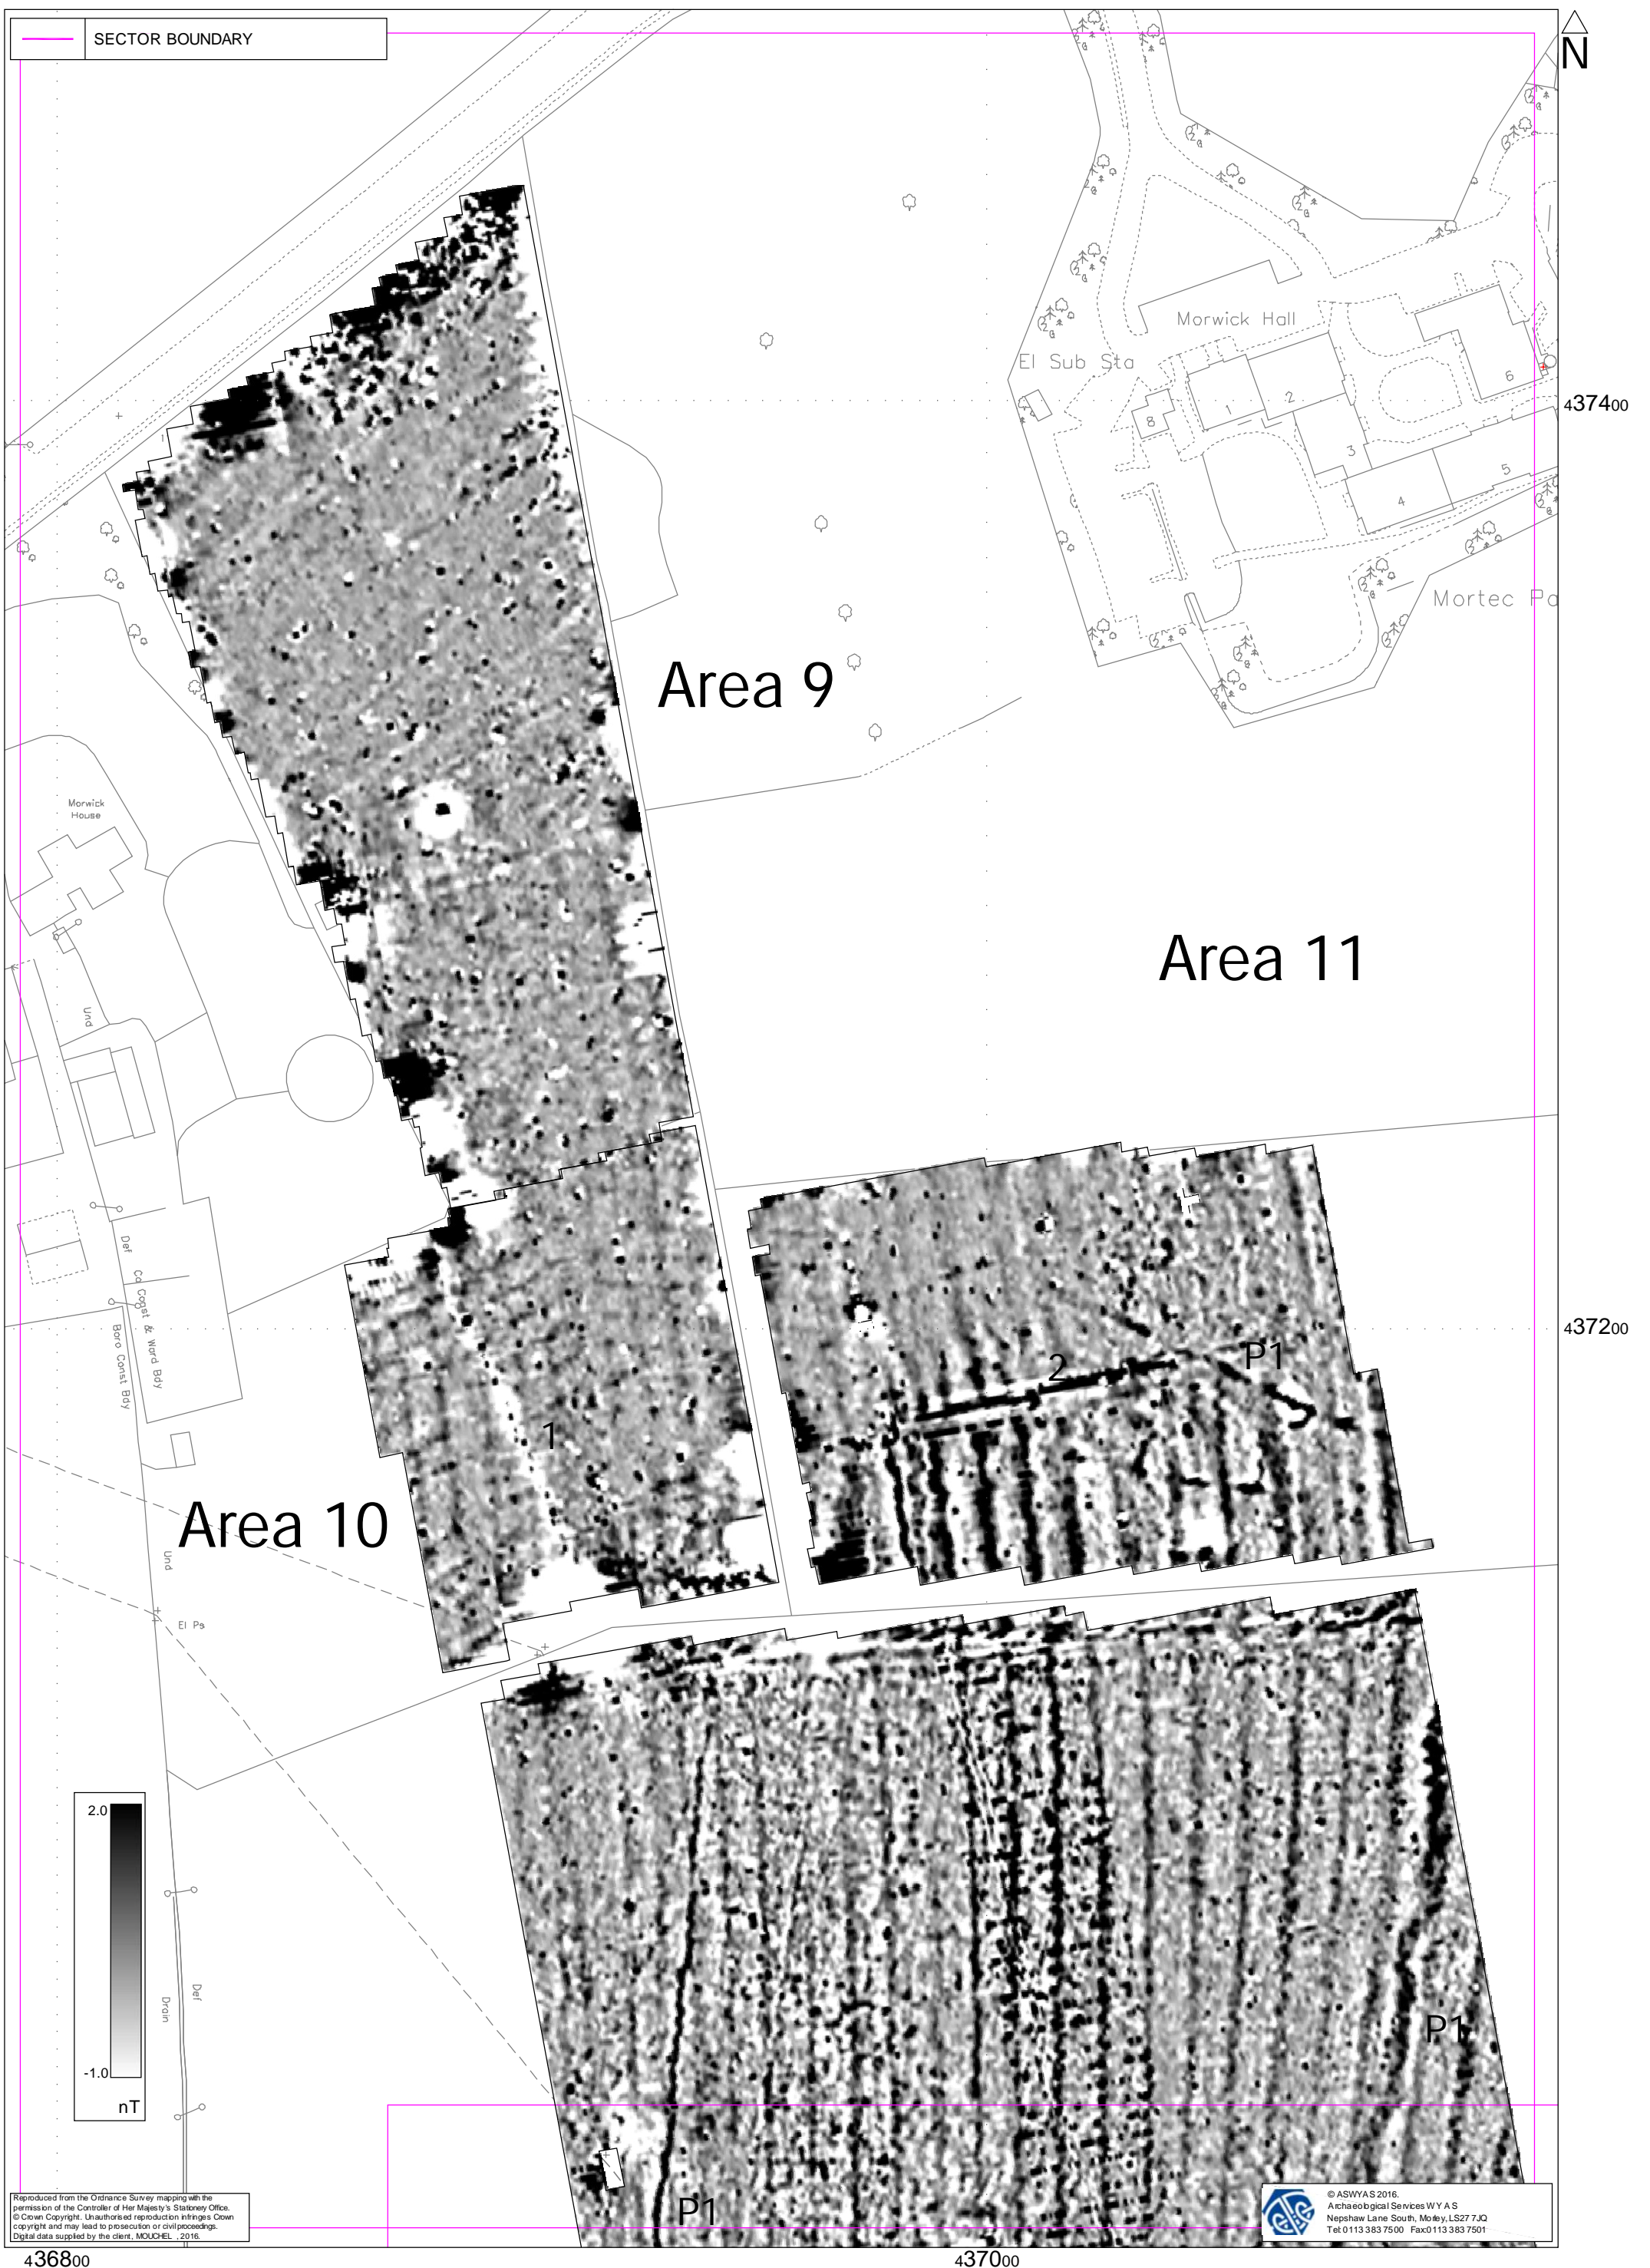 SECTOR BOUNDARY
N
Morwick Hall
El Sub Sta
437400
8
1
2
3
4
5
6
Mortec Pa
Area 9
Morwick
House
Area 11
Und
Def
Co Const & Ward Bdy
Boro Const Bdy
437200
2
P1
1
Area 10
Und
El Ps
2.0
-1.0
nT
Def
Drain
P1
P1
Reproduced from the Ordnance Survey mapping with the
permission of the Controller of Her Majesty's Stationery Office.
© Crown Copyright. Unauthorised reproduction infringes Crown
copyright and may lead to prosecution or civil proceedings.
Digital data supplied by the client, MOUCHEL , 2016.
© ASWYAS 2016.
Archaeological Services W Y A S
Nepshaw Lane South, Morley, LS27 7JQ
Tel: 0113 383 7500 Fax:0113 383 7501
436800
437000